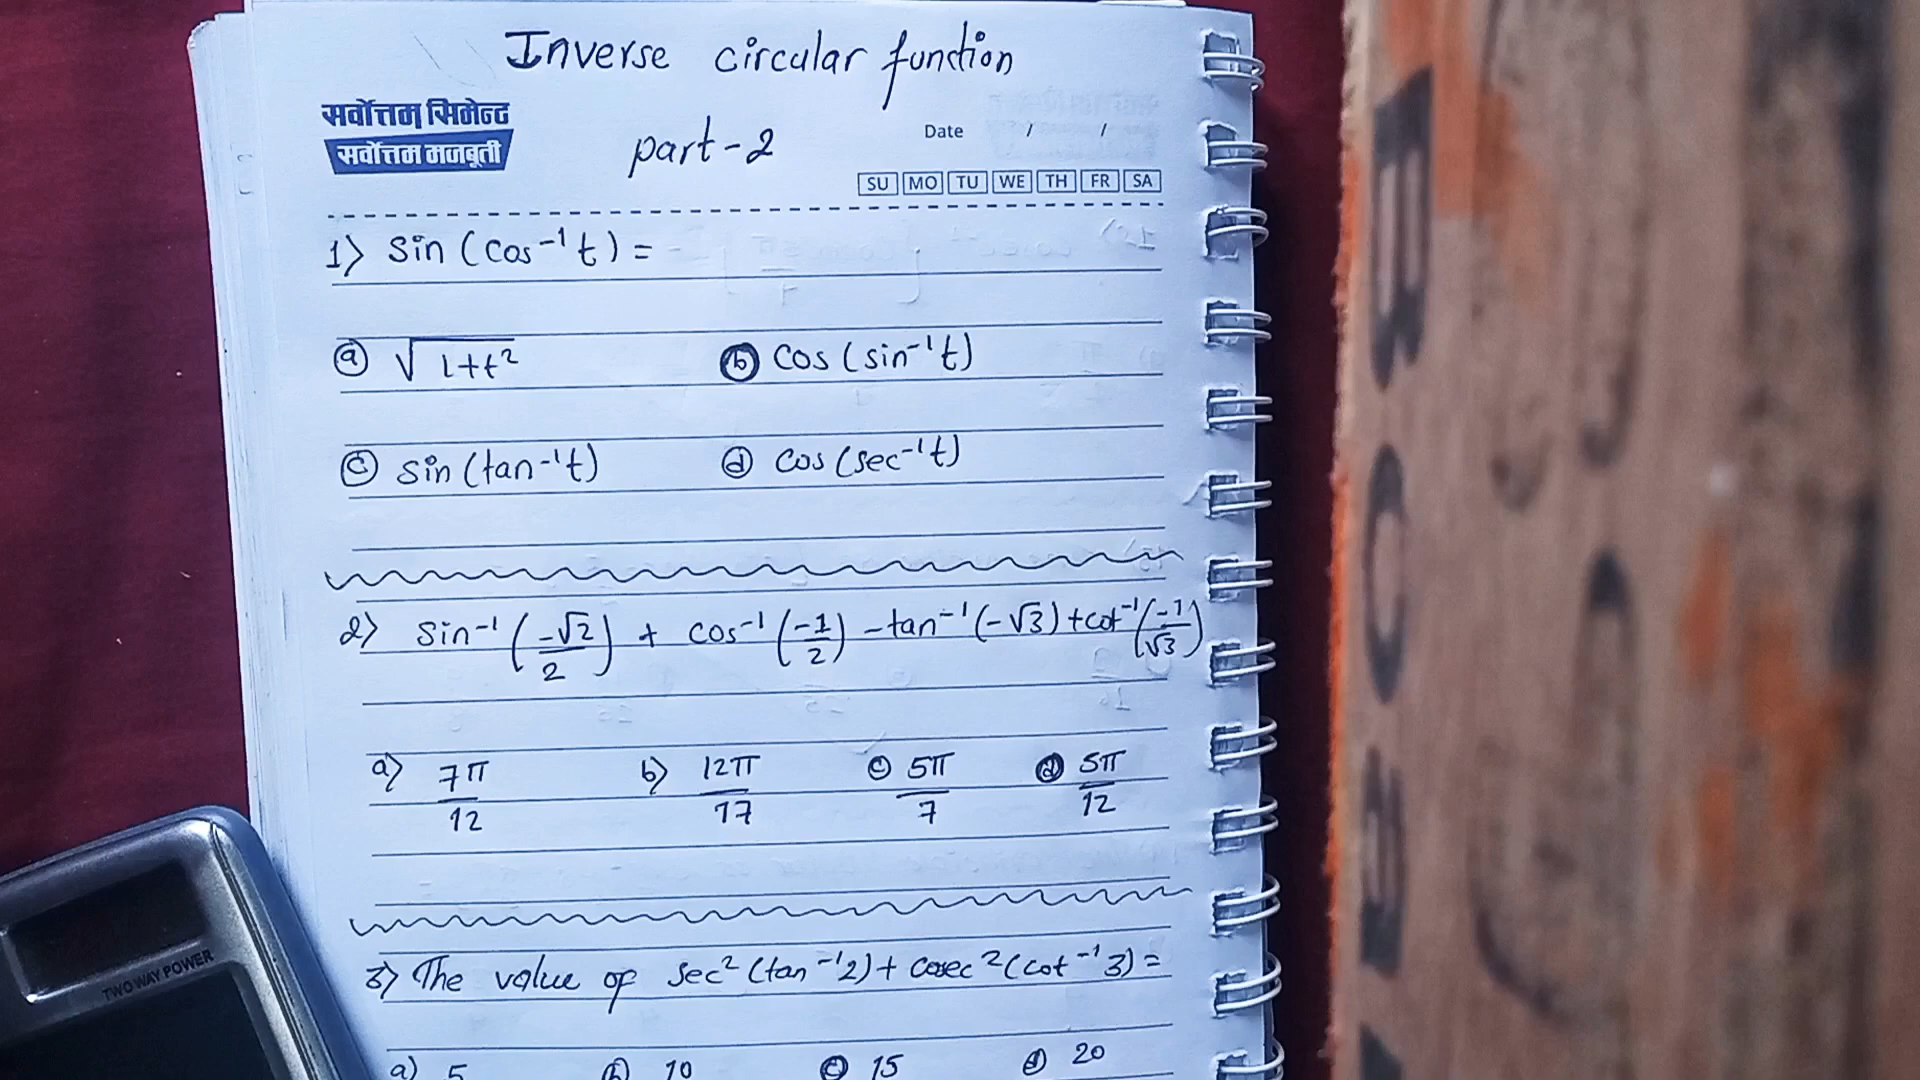 Inverse circular function
सर्वोत्तम सिमेन्ट
सर्वोत्तम मजबूती
part-2
Date / /
SU MO TU WE TH FR SA
1) sin (cos⁻¹t) =
ⓐ √1+t² ⓑ cos (sin⁻¹t)
ⓒ sin (tan⁻¹t) ⓓ cos (sec⁻¹t)
2) sin⁻¹(-√2/2) + cos⁻¹(-1/2) - tan⁻¹(-√3) + cot⁻¹(-1/√3)
a) 7π/12 b) 12π/17 ⓒ 5π/7 ⓓ 5π/12
3) The value of sec²(tan⁻¹2) + cosec²(cot⁻¹3) =
a) 5 ⓑ 10 ⓒ 15 ⓓ 20
TWO WAY POWER